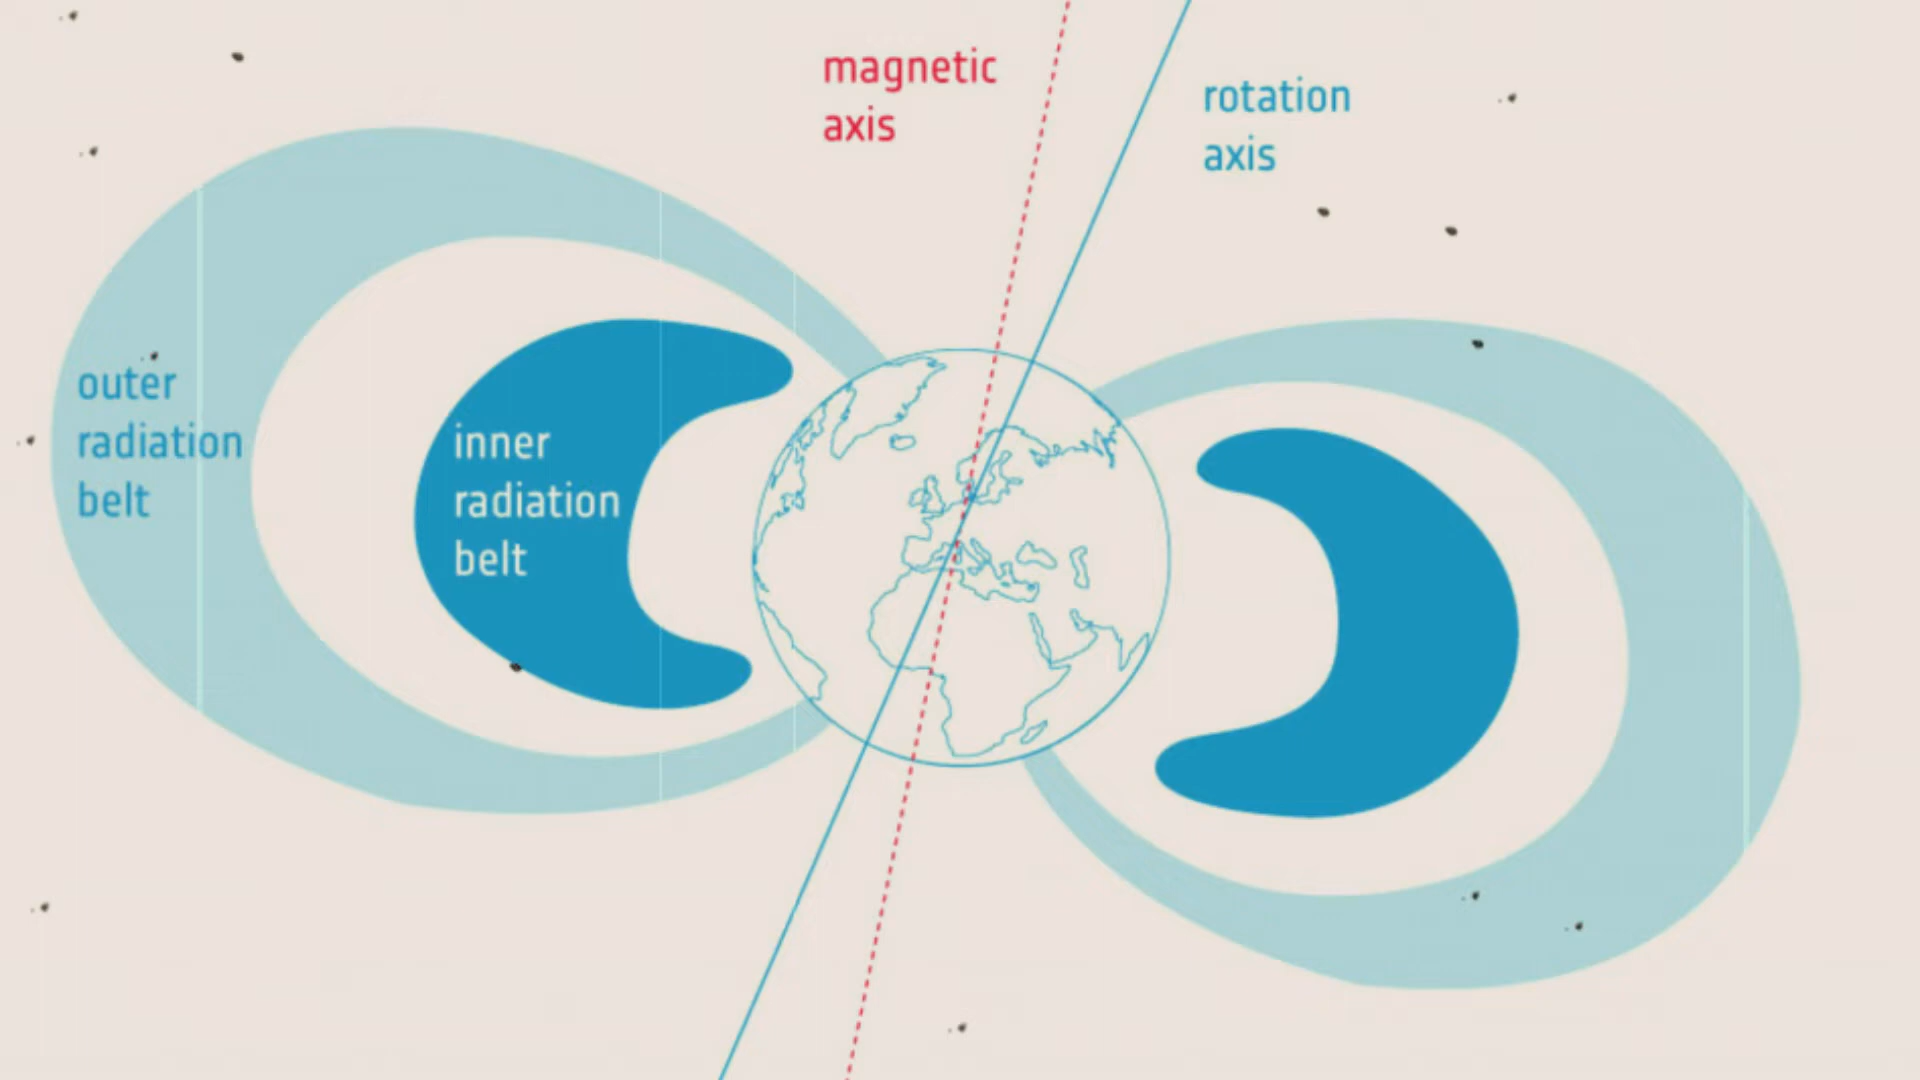 magnetic
axis
rotation
axis
outer
radiation
belt
inner
radiation
belt